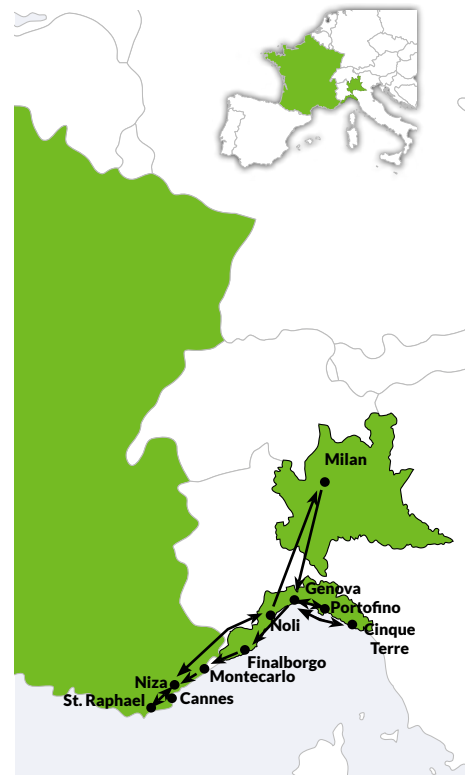 Milan
Genova
Portofino
Noli
Cinque
Terre
Finalborgo
Montecarlo
Niza
St. Raphael
Cannes